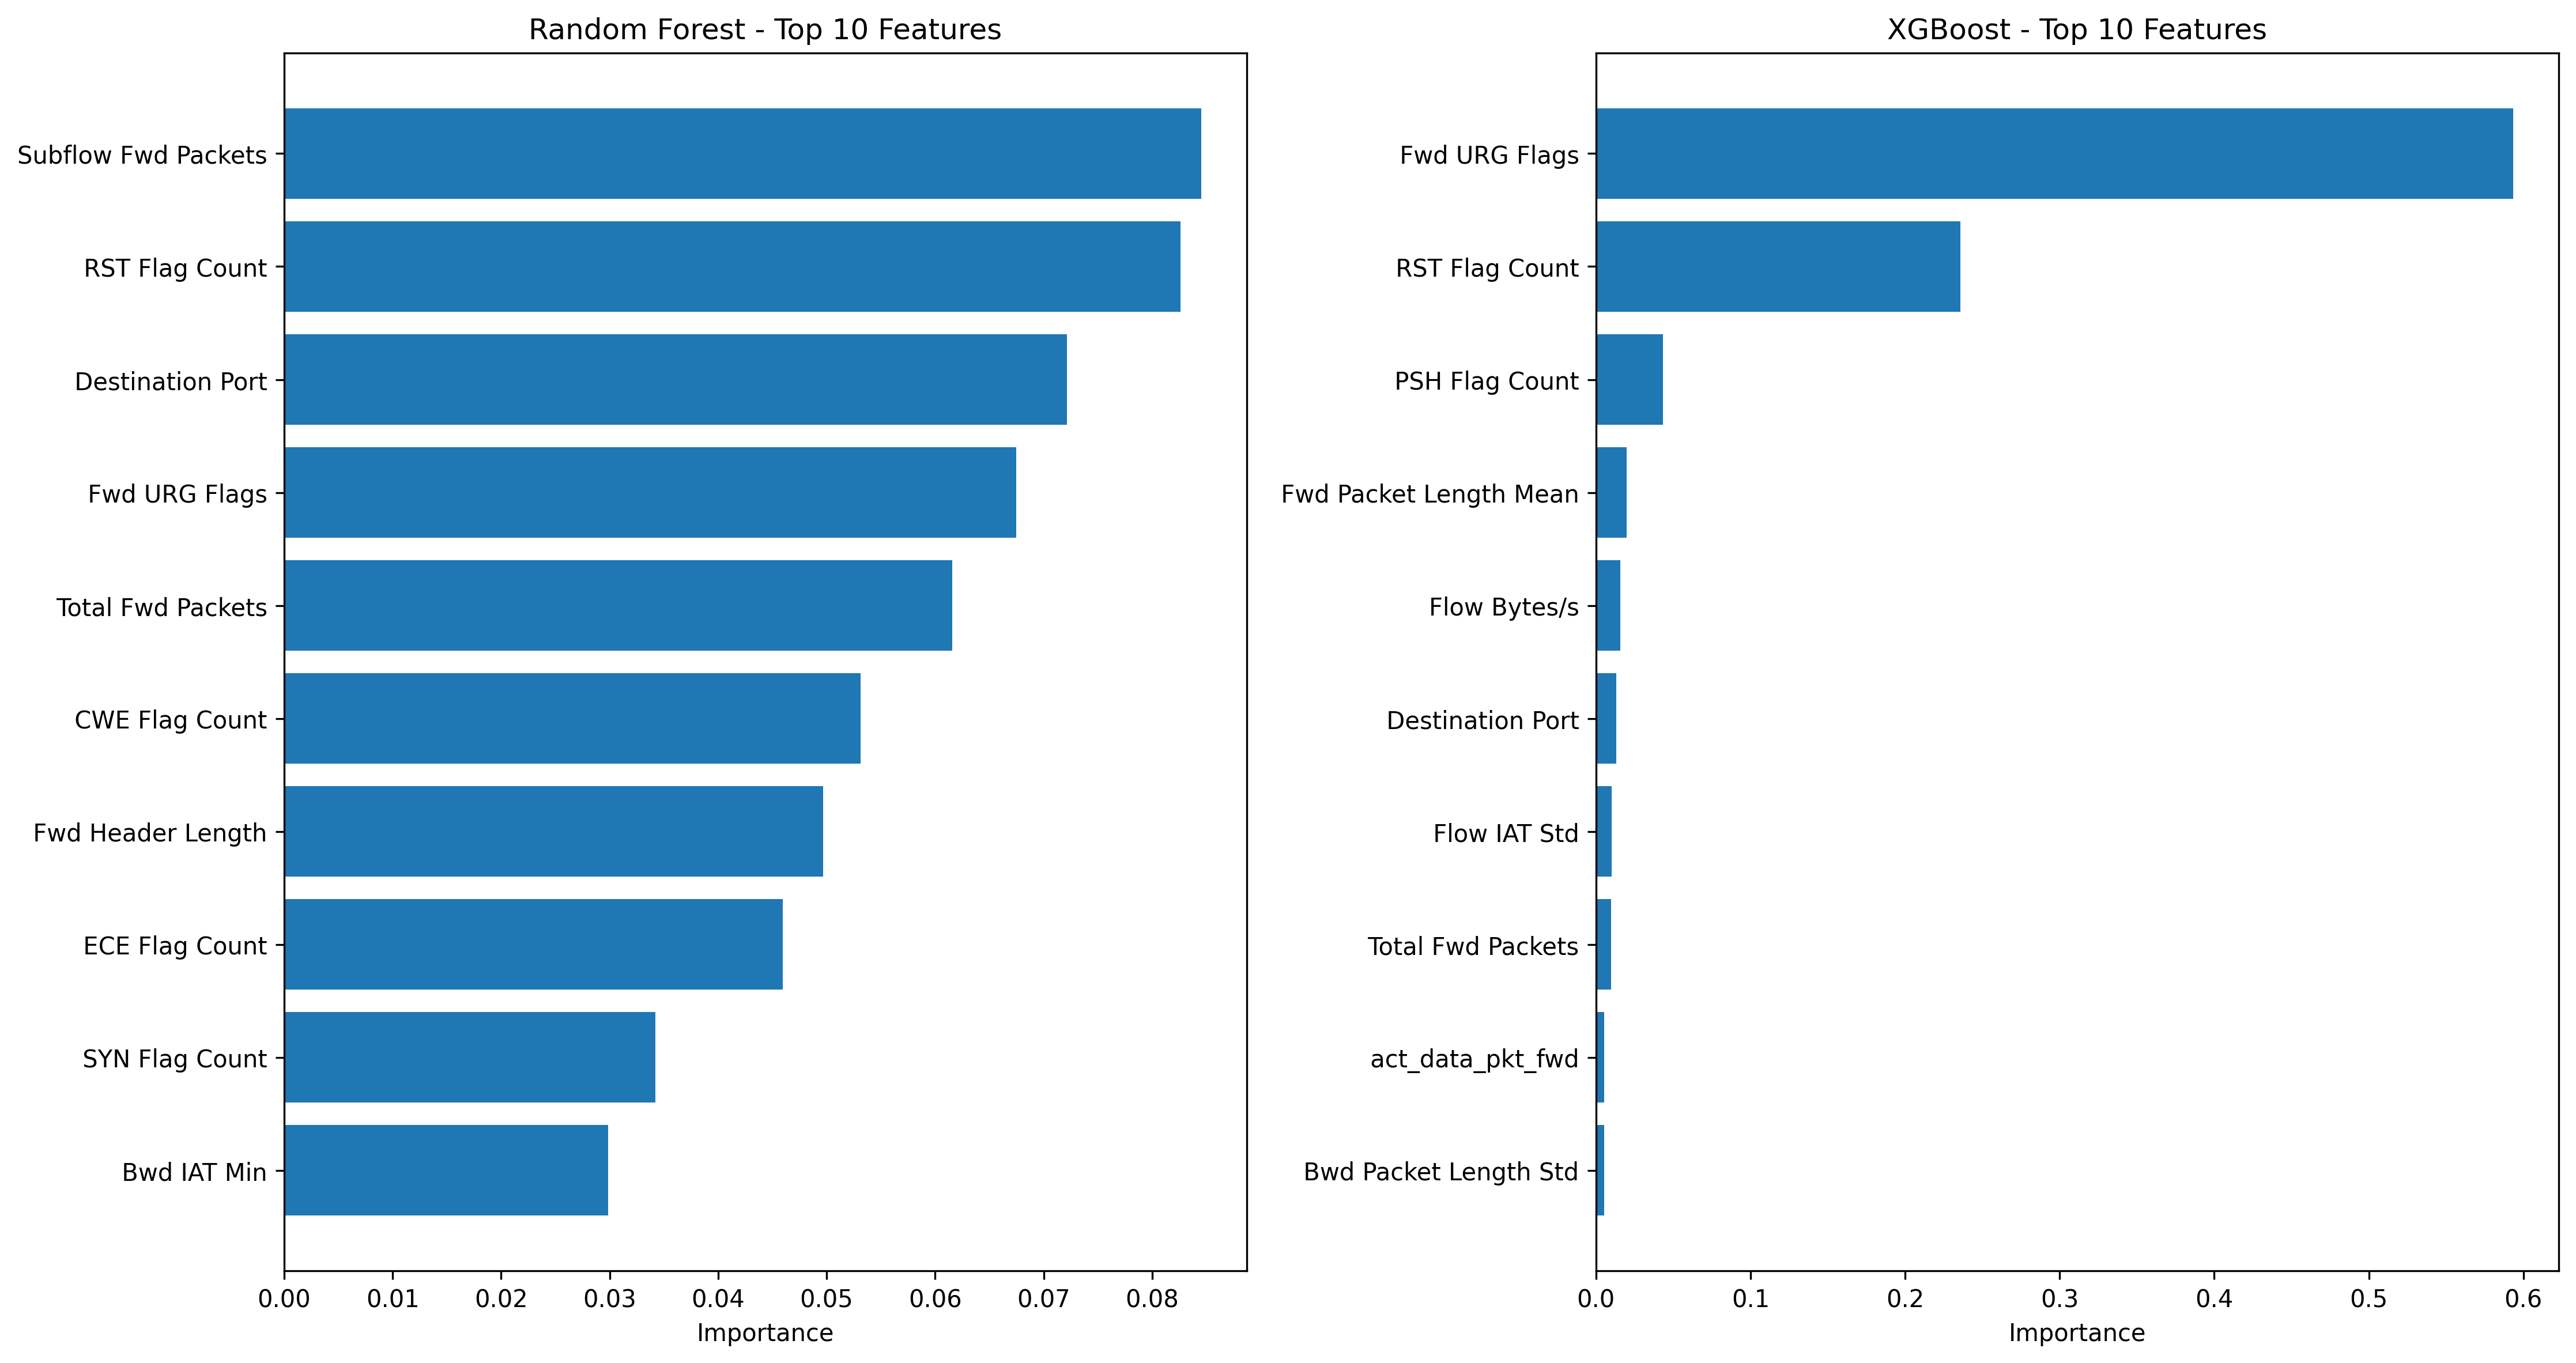 Random Forest - Top 10 Features
Subflow Fwd Packets
RST Flag Count
Destination Port
Fwd URG Flags
Total Fwd Packets
CWE Flag Count
Fwd Header Length
ECE Flag Count
SYN Flag Count
Bwd IAT Min
0.00 0.01 0.02 0.03 0.04 0.05 0.06 0.07 0.08
Importance
XGBoost - Top 10 Features
Fwd URG Flags
RST Flag Count
PSH Flag Count
Fwd Packet Length Mean
Flow Bytes/s
Destination Port
Flow IAT Std
Total Fwd Packets
act_data_pkt_fwd
Bwd Packet Length Std
0.0 0.1 0.2 0.3 0.4 0.5 0.6
Importance